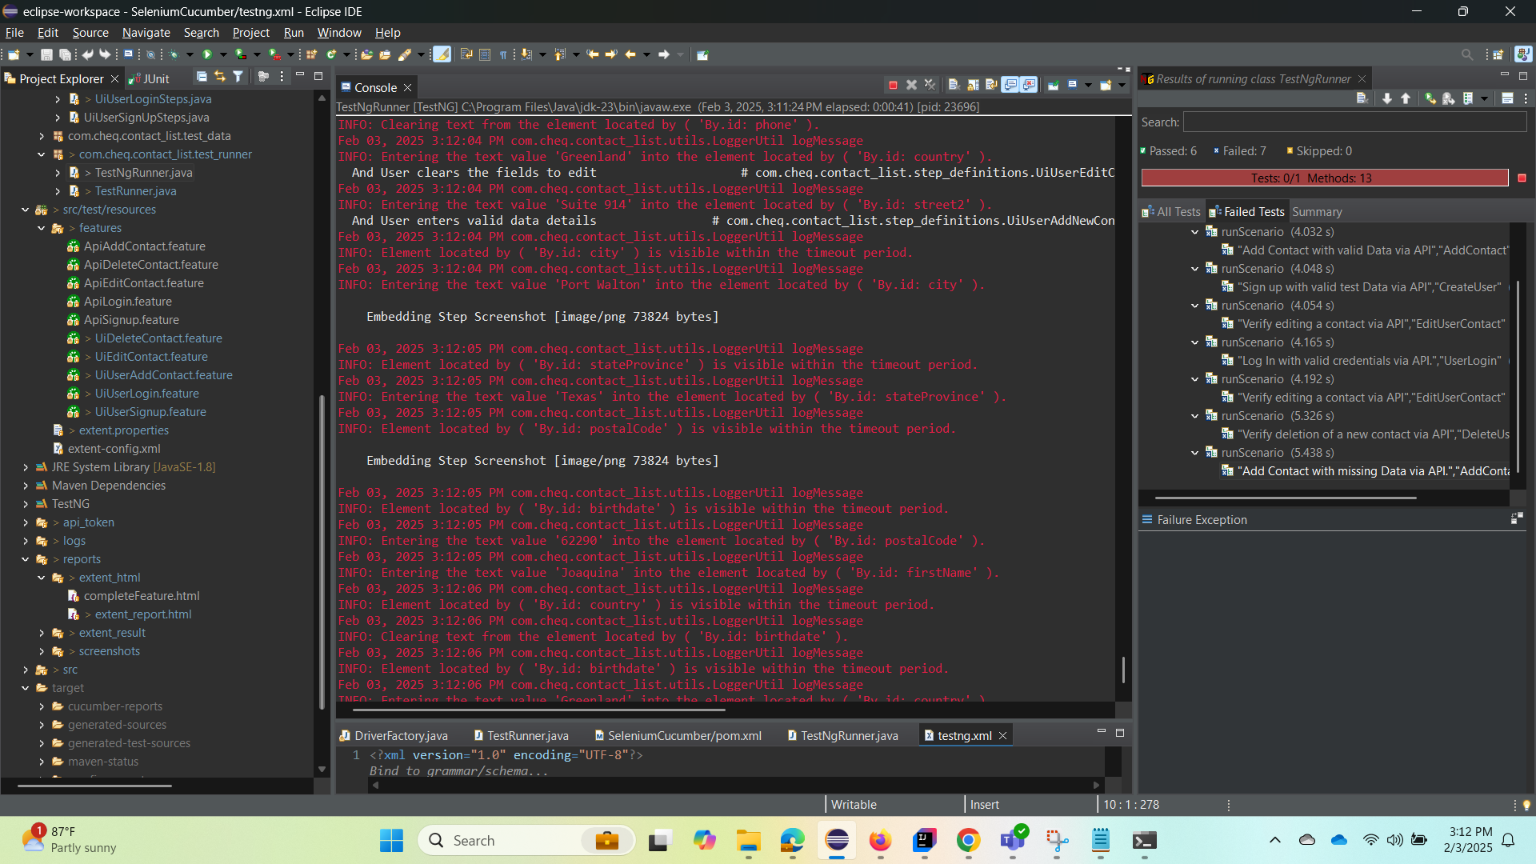 eclipse-workspace - SeleniumCucumber/testng.xml - Eclipse IDE
File Edit Source Navigate Search Project Run Window Help
Project Explorer
JUnit
> UiUserLoginSteps.java
UiUserSignUpSteps.java
com.cheq.contact_list.test_data
> com.cheq.contact_list.test_runner
> TestNgRunner.java
> TestRunner.java
> src/test/resources
> features
ApiAddContact.feature
ApiDeleteContact.feature
ApiEditContact.feature
ApiLogin.feature
ApiSignup.feature
> UiDeleteContact.feature
> UiEditContact.feature
> UiUserAddContact.feature
> UiUserLogin.feature
> UiUserSignup.feature
> extent.properties
extent-config.xml
JRE System Library [JavaSE-1.8]
Maven Dependencies
TestNG
> api_token
> logs
> reports
> extent_html
completeFeature.html
> extent_report.html
> extent_result
> screenshots
> src
target
cucumber-reports
generated-sources
generated-test-sources
maven-status
Console
TestNgRunner [TestNG] C:\Program Files\Java\jdk-23\bin\javaw.exe (Feb 3, 2025, 3:11:24 PM elapsed: 0:00:41) [pid: 23696]
INFO: Clearing text from the element located by ( 'By.id: phone' ).
Feb 03, 2025 3:12:04 PM com.cheq.contact_list.utils.LoggerUtil logMessage
INFO: Entering the text value 'Greenland' into the element located by ( 'By.id: country' ).
And User clears the fields to edit # com.cheq.contact_list.step_definitions.UiUserEditC
Feb 03, 2025 3:12:04 PM com.cheq.contact_list.utils.LoggerUtil logMessage
INFO: Entering the text value 'Suite 914' into the element located by ( 'By.id: street2' ).
And User enters valid data details # com.cheq.contact_list.step_definitions.UiUserAddNewCon
Feb 03, 2025 3:12:04 PM com.cheq.contact_list.utils.LoggerUtil logMessage
INFO: Element located by ( 'By.id: city' ) is visible within the timeout period.
Feb 03, 2025 3:12:04 PM com.cheq.contact_list.utils.LoggerUtil logMessage
INFO: Entering the text value 'Port Walton' into the element located by ( 'By.id: city' ).
Embedding Step Screenshot [image/png 73824 bytes]
Feb 03, 2025 3:12:05 PM com.cheq.contact_list.utils.LoggerUtil logMessage
INFO: Element located by ( 'By.id: stateProvince' ) is visible within the timeout period.
Feb 03, 2025 3:12:05 PM com.cheq.contact_list.utils.LoggerUtil logMessage
INFO: Entering the text value 'Texas' into the element located by ( 'By.id: stateProvince' ).
Feb 03, 2025 3:12:05 PM com.cheq.contact_list.utils.LoggerUtil logMessage
INFO: Element located by ( 'By.id: postalCode' ) is visible within the timeout period.
Embedding Step Screenshot [image/png 73824 bytes]
Feb 03, 2025 3:12:05 PM com.cheq.contact_list.utils.LoggerUtil logMessage
INFO: Element located by ( 'By.id: birthdate' ) is visible within the timeout period.
Feb 03, 2025 3:12:05 PM com.cheq.contact_list.utils.LoggerUtil logMessage
INFO: Entering the text value '62290' into the element located by ( 'By.id: postalCode' ).
Feb 03, 2025 3:12:05 PM com.cheq.contact_list.utils.LoggerUtil logMessage
INFO: Entering the text value 'Joaquina' into the element located by ( 'By.id: firstName' ).
Feb 03, 2025 3:12:06 PM com.cheq.contact_list.utils.LoggerUtil logMessage
INFO: Element located by ( 'By.id: country' ) is visible within the timeout period.
Feb 03, 2025 3:12:06 PM com.cheq.contact_list.utils.LoggerUtil logMessage
INFO: Clearing text from the element located by ( 'By.id: birthdate' ).
Feb 03, 2025 3:12:06 PM com.cheq.contact_list.utils.LoggerUtil logMessage
INFO: Element located by ( 'By.id: birthdate' ) is visible within the timeout period.
Feb 03, 2025 3:12:06 PM com.cheq.contact_list.utils.LoggerUtil logMessage
INFO: Entering the text value 'Greenland' into the element located by ( 'By.id: country' )
DriverFactory.java TestRunner.java SeleniumCucumber/pom.xml TestNgRunner.java testng.xml
1 <?xml version="1.0" encoding="UTF-8"?>
Bind to grammar/schema...
Results of running class TestNgRunner
Search:
Passed: 6 Failed: 7 Skipped: 0
Tests: 0/1 Methods: 13
All Tests Failed Tests Summary
runScenario (4.032 s)
"Add Contact with valid Data via API","AddContact"
runScenario (4.048 s)
"Sign up with valid test Data via API","CreateUser"
runScenario (4.054 s)
"Verify editing a contact via API","EditUserContact"
runScenario (4.165 s)
"Log In with valid credentials via API.","UserLogin"
runScenario (4.192 s)
"Verify editing a contact via API","EditUserContact"
runScenario (5.326 s)
"Verify deletion of a new contact via API","DeleteUs
runScenario (5.438 s)
"Add Contact with missing Data via API.","AddConta
Failure Exception
Writable Insert 10 : 1 : 278
1
87°F
Partly sunny
Search
3:12 PM
2/3/2025